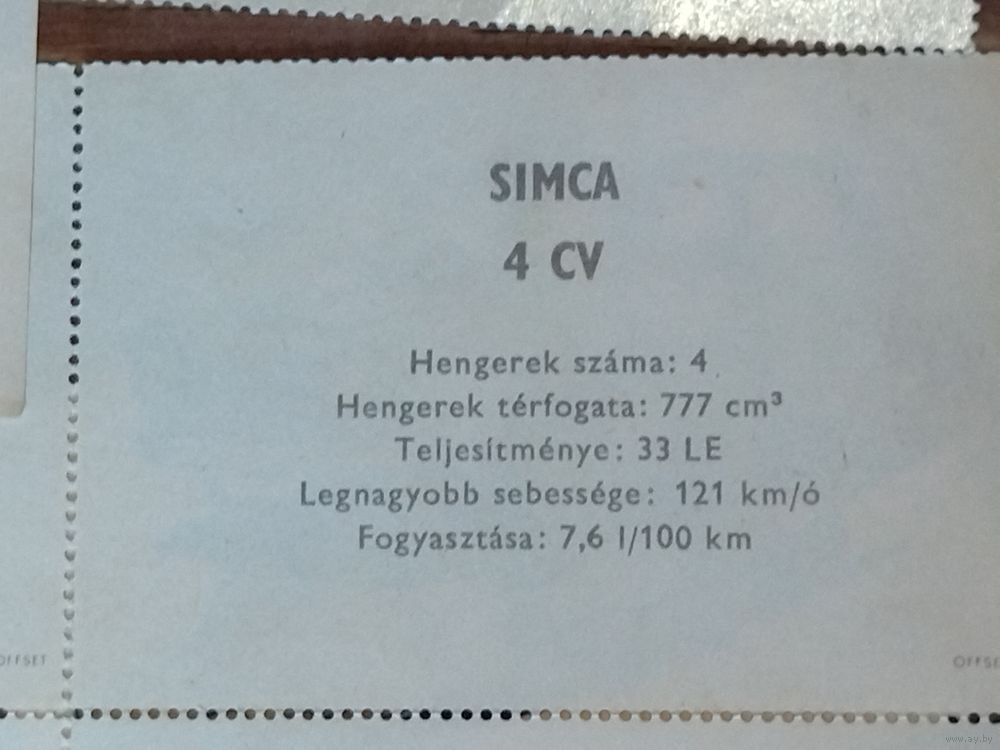 SIMCA
4 CV
Hengerek száma: 4
Hengerek térfogata: 777 cm³
Teljesítménye: 33 LE
Legnagyobb sebessége: 121 km/ó
Fogyasztása: 7,6 l/100 km
OFFSET
www.ay.by